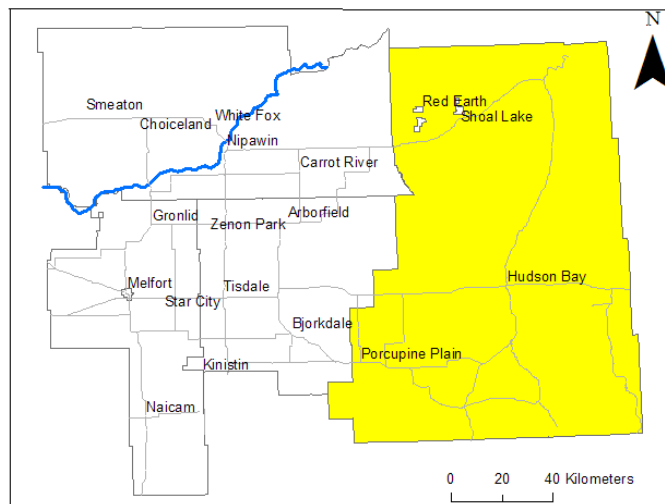 N
Smeaton
Choiceland
White Fox
Nipawin
Red Earth
Shoal Lake
Carrot River
Gronlid
Zenon Park
Arborfield
Melfort
Star City
Tisdale
Hudson Bay
Bjorkdale
Porcupine Plain
Kinistin
Naicam
0 20 40 Kilometers